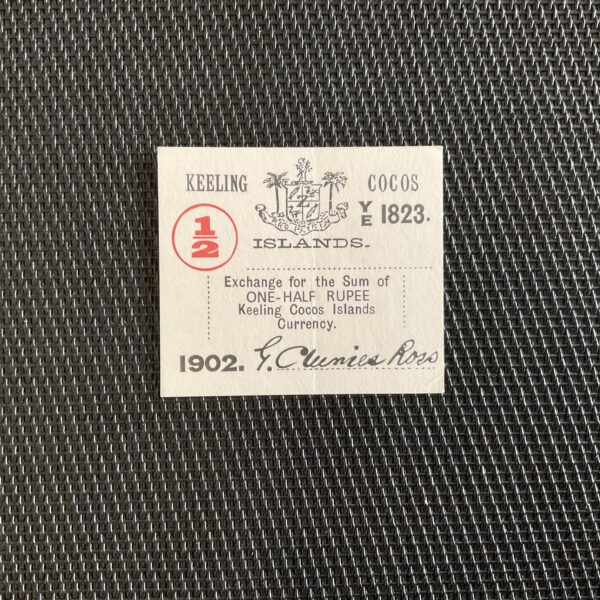 KEELING COCOS
1/2
YE 1823.
ISLANDS.
Exchange for the Sum of
ONE-HALF RUPEE
Keeling Cocos Islands
Currency.
1902. G. Clunies Ross